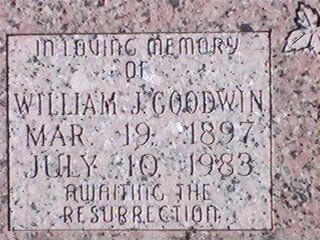 IN LOVING MEMORY
OF
WILLIAM J. GOODWIN
MAR. 19. 1897
JULY 10. 1983
AWAITING THE
RESURRECTION